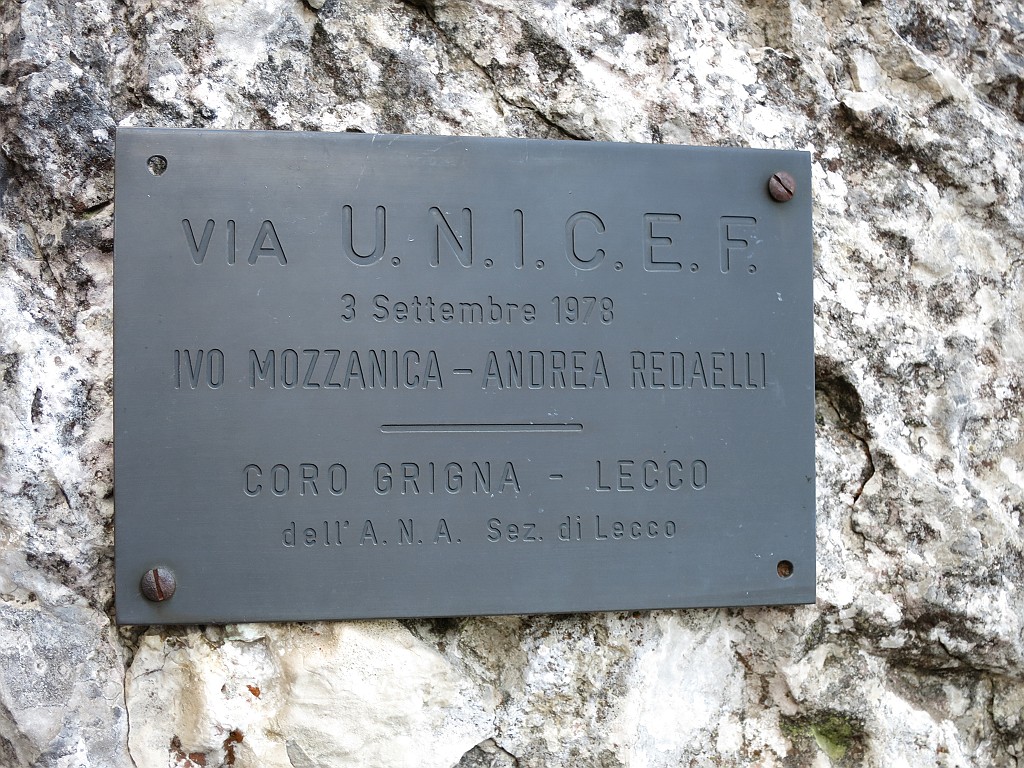 VIA U.N.I.C.E.F.
3 Settembre 1978
IVO MOZZANICA – ANDREA REDAELLI
CORO GRIGNA - LECCO
dell' A.N.A. Sez. di Lecco